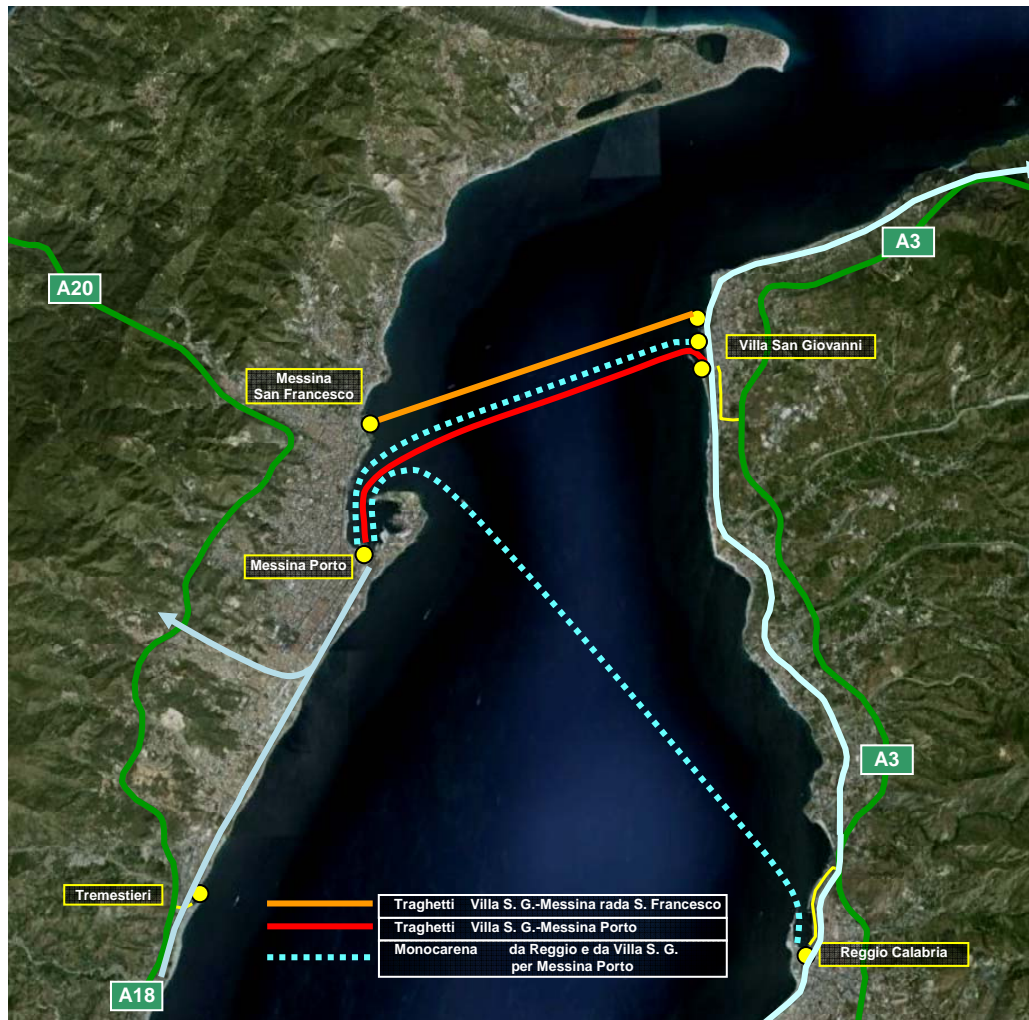 A3
A20
Villa San Giovanni
Messina
San Francesco
Messina Porto
A3
Tremestieri
Traghetti Villa S. G.-Messina rada S. Francesco
Traghetti Villa S. G.-Messina Porto
Monocarena da Reggio e da Villa S. G.
per Messina Porto
Reggio Calabria
A18